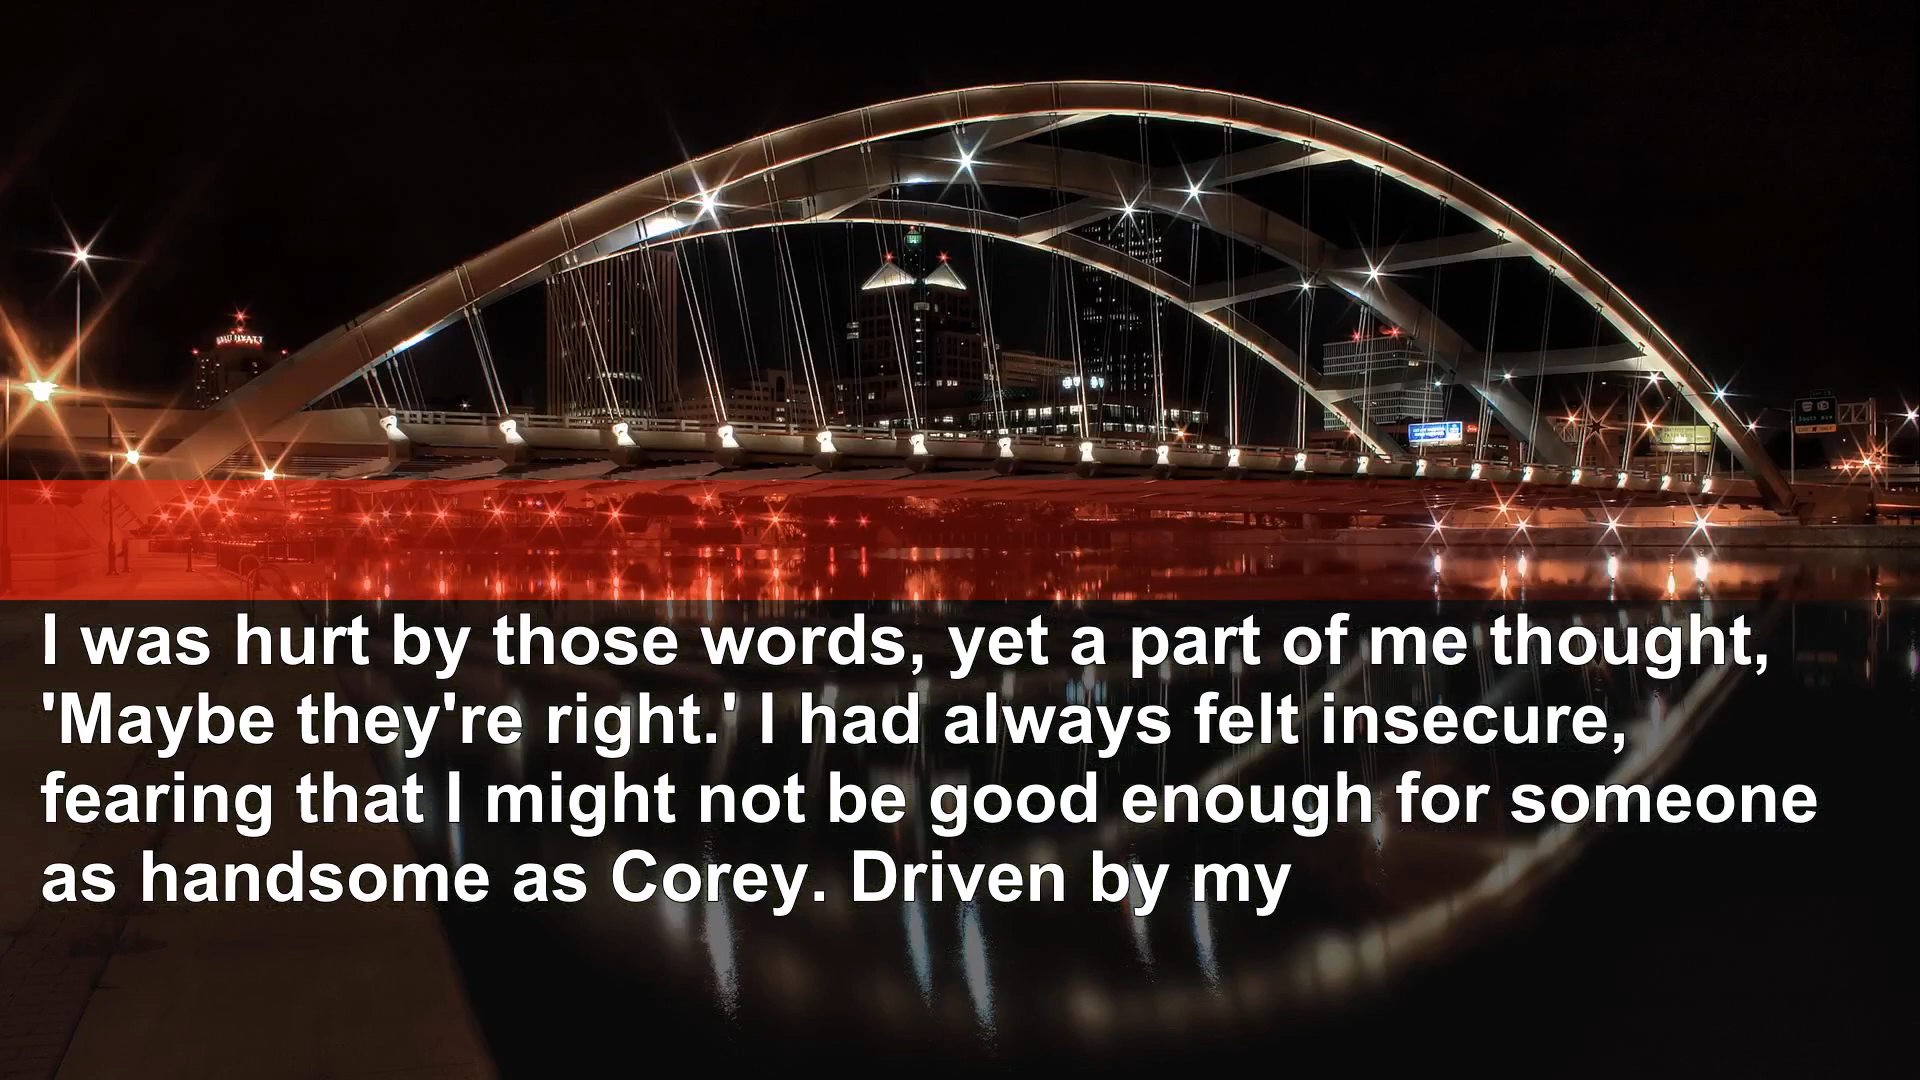 HYATT
I was hurt by those words, yet a part of me thought,
'Maybe they're right.' I had always felt insecure,
fearing that I might not be good enough for someone
as handsome as Corey. Driven by my